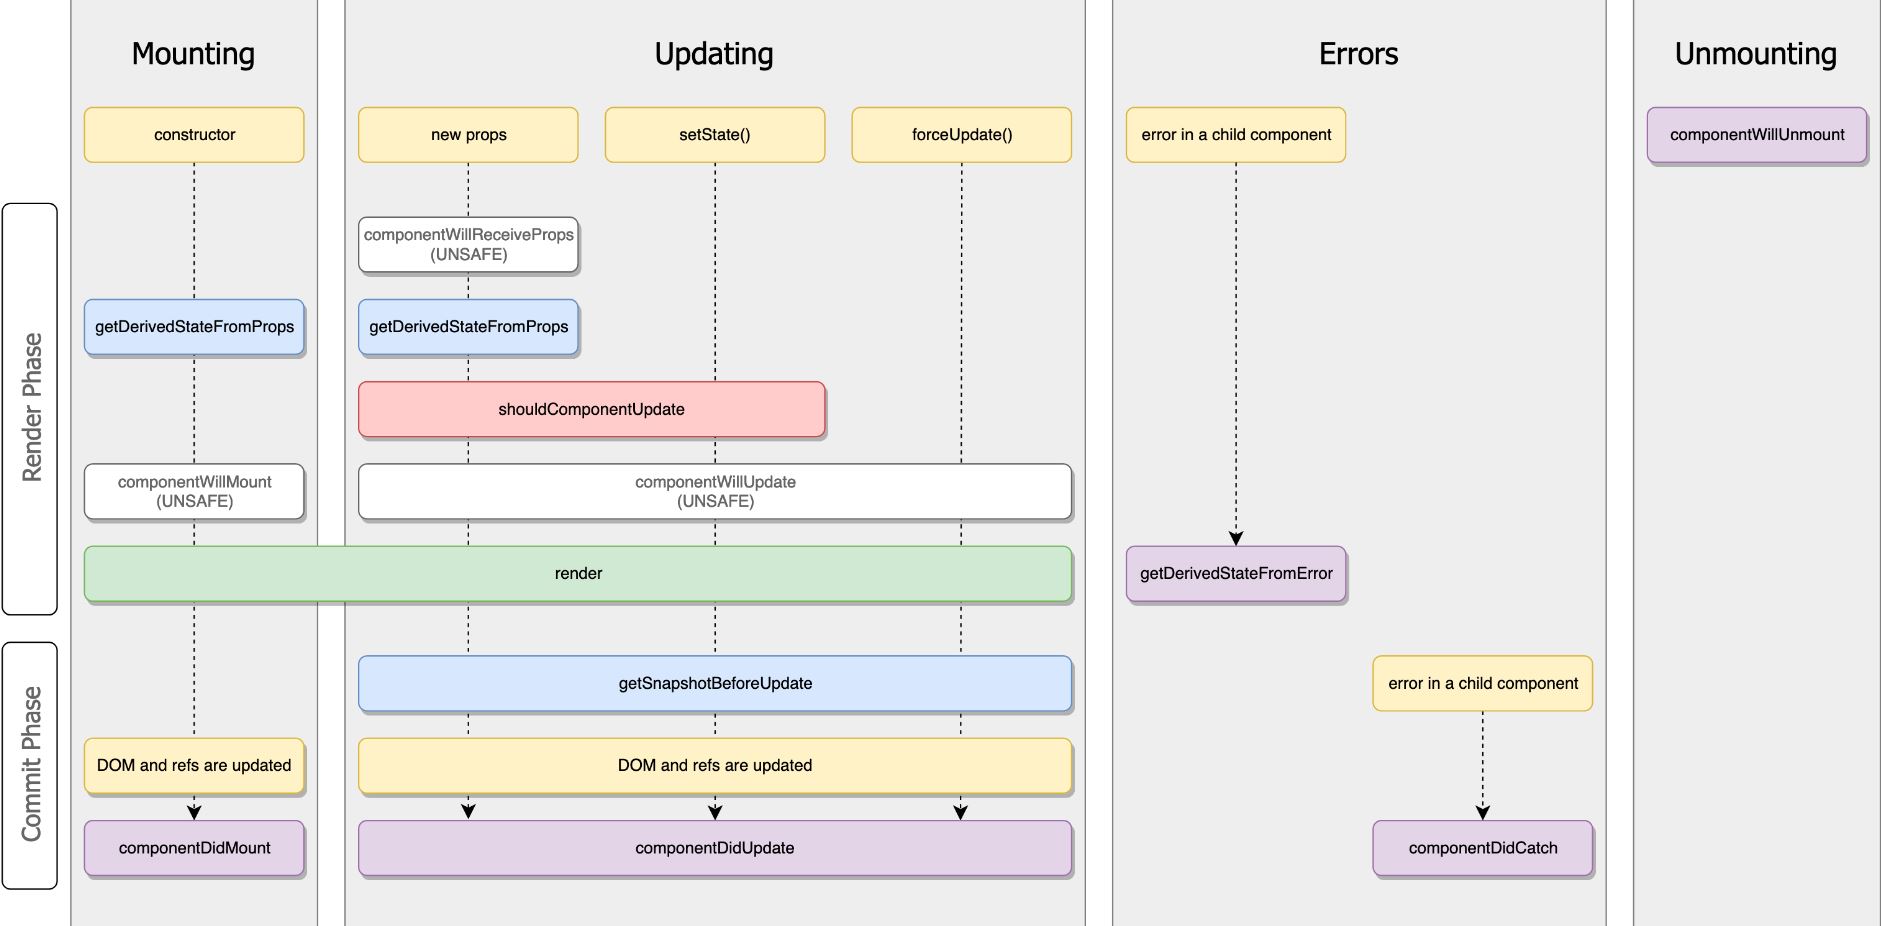 Mounting
Updating
Errors
Unmounting
constructor
new props
setState()
forceUpdate()
error in a child component
componentWillUnmount
Render Phase
componentWillReceiveProps
(UNSAFE)
getDerivedStateFromProps
getDerivedStateFromProps
shouldComponentUpdate
componentWillMount
(UNSAFE)
componentWillUpdate
(UNSAFE)
render
getDerivedStateFromError
Commit Phase
getSnapshotBeforeUpdate
error in a child component
DOM and refs are updated
DOM and refs are updated
componentDidMount
componentDidUpdate
componentDidCatch